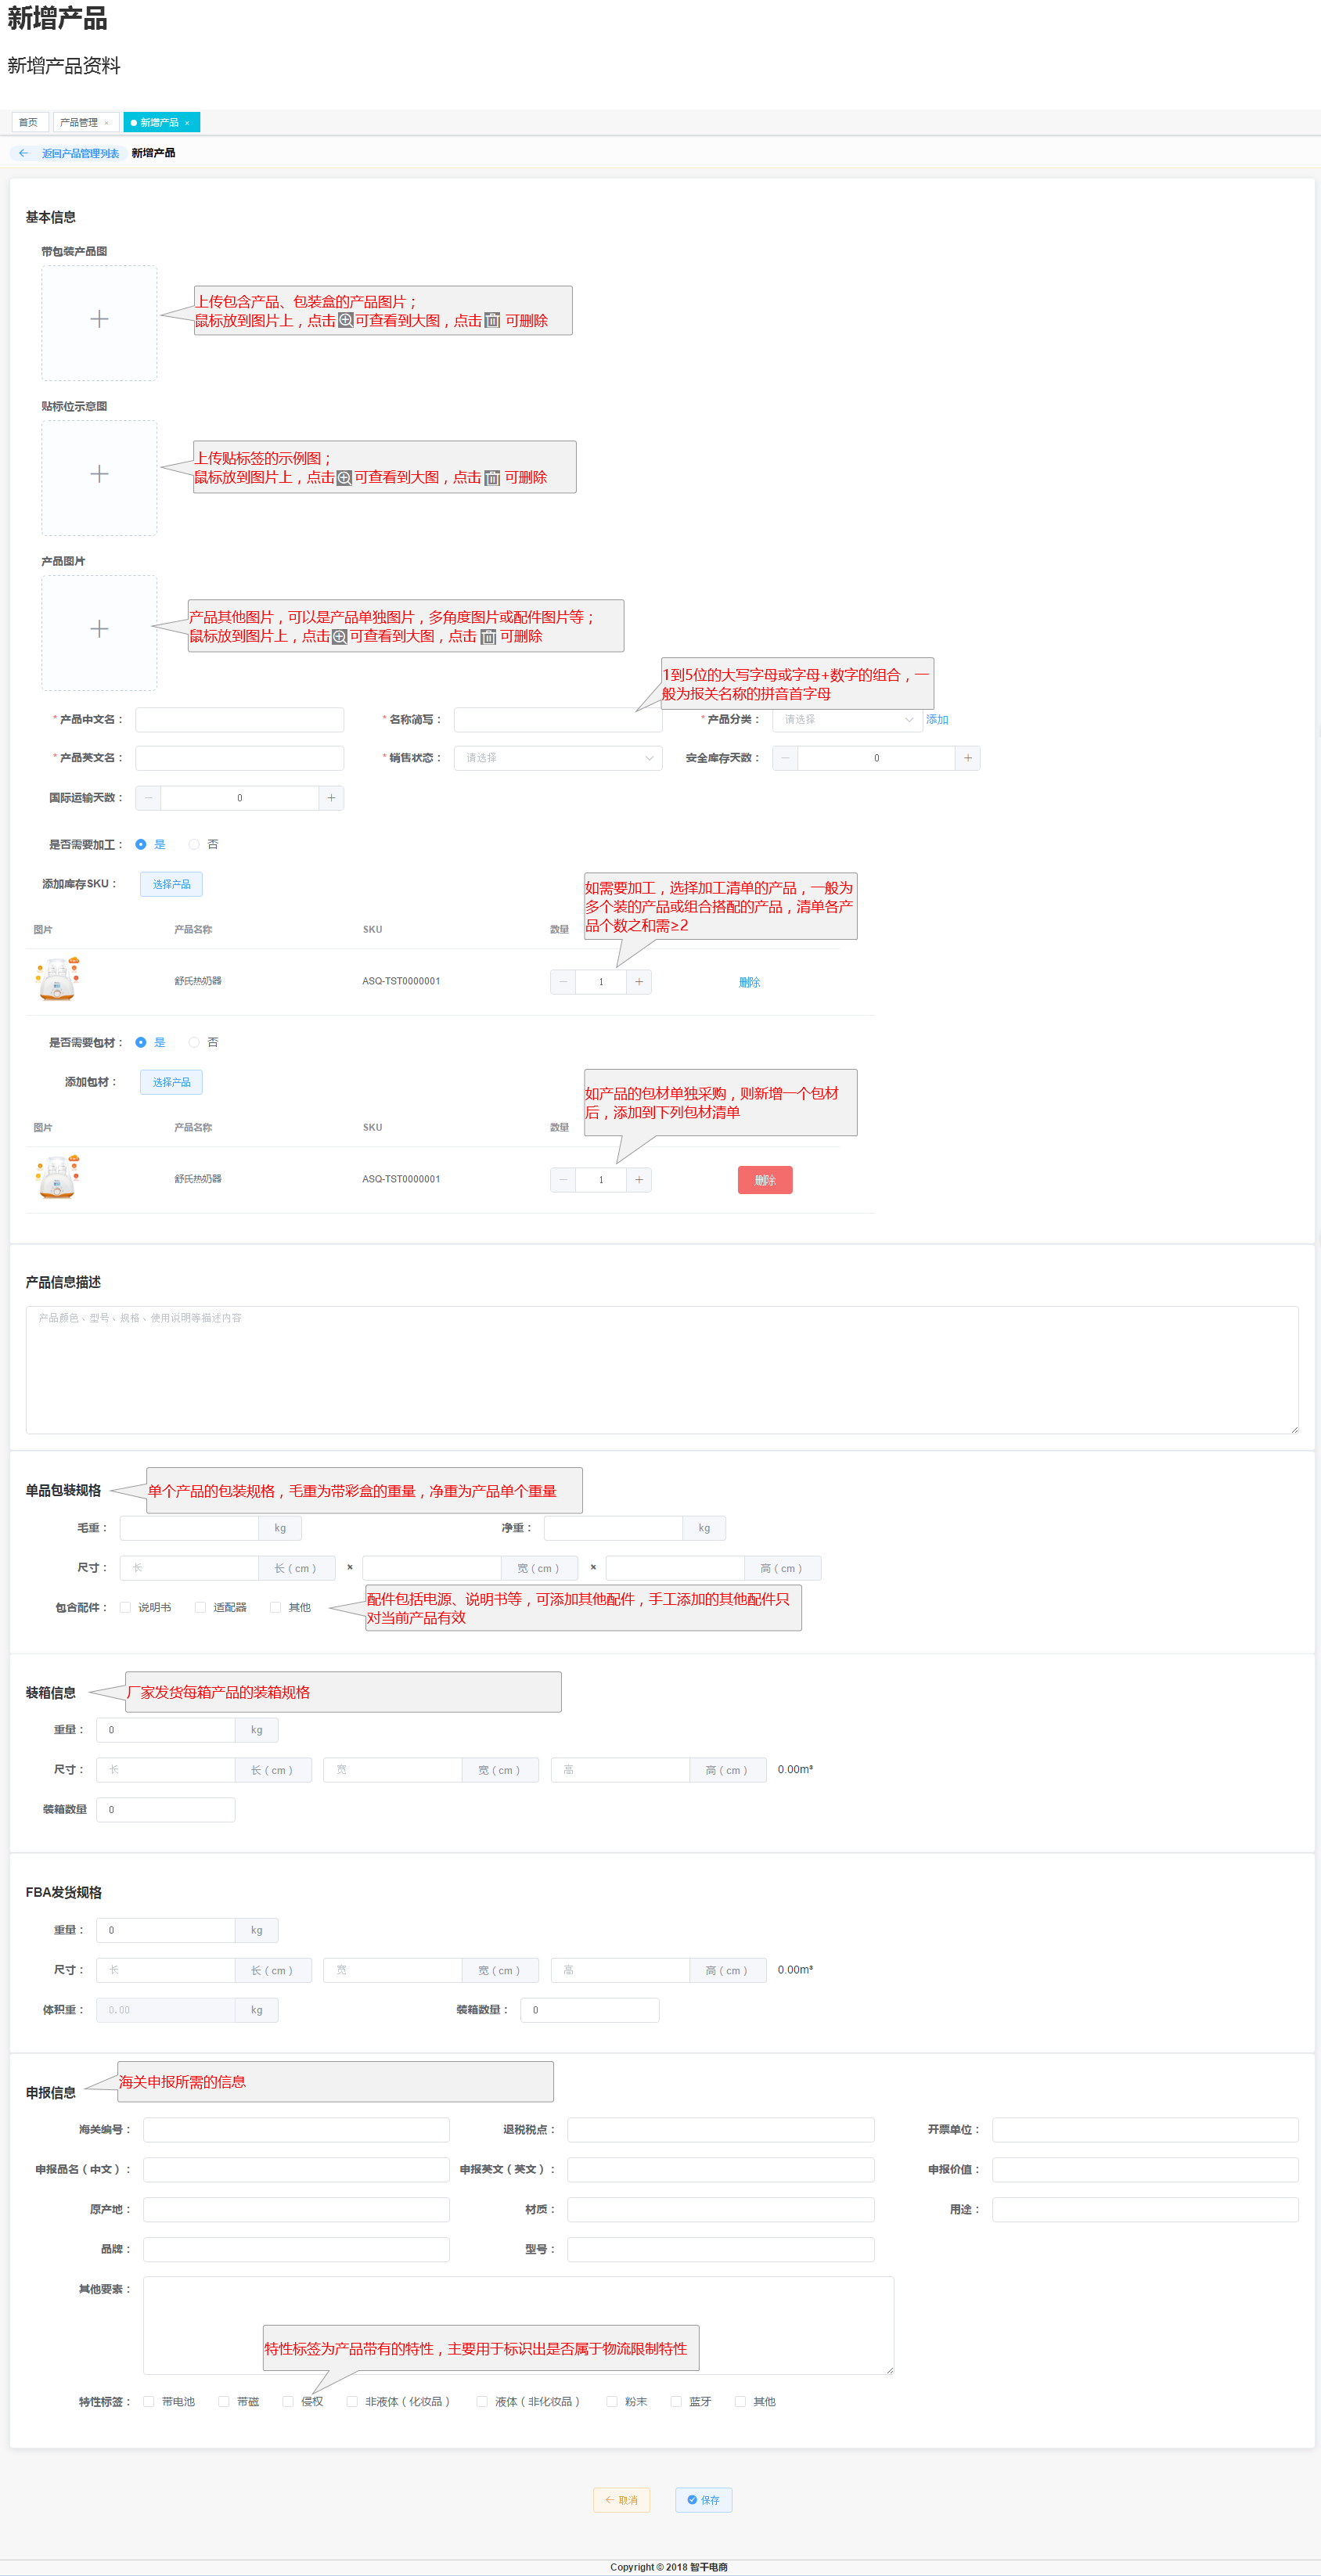 新增产品
新增产品资料
首页 产品管理 × 新增产品 ×
← 返回产品管理列表 新增产品
基本信息
带包装产品图
上传包含产品、包装盒的产品图片；
鼠标放到图片上，点击 可查看到大图，点击 可删除
贴标位示意图
上传贴标签的示例图；
鼠标放到图片上，点击 可查看到大图，点击 可删除
产品图片
产品其他图片，可以是产品单独图片，多角度图片或配件图片等；
鼠标放到图片上，点击 可查看到大图，点击 可删除
1到5位的大写字母或字母+数字的组合，一
般为报关名称的拼音首字母
* 产品中文名： * 名称简写： * 产品分类： 请选择 添加
* 产品英文名： * 销售状态： 请选择 安全库存天数： － 0 +
国际运输天数： － 0 +
是否需要加工： 是 否
添加库存SKU： 选择产品
如需要加工，选择加工清单的产品，一般为
多个装的产品或组合搭配的产品，清单各产
品个数之和需≥2
图片 产品名称 SKU 数量
舒氏热奶器 ASQ-TST0000001 － 1 + 删除
是否需要包材： 是 否
添加包材： 选择产品
如产品的包材单独采购，则新增一个包材
后，添加到下列包材清单
图片 产品名称 SKU 数量
舒氏热奶器 ASQ-TST0000001 － 1 + 删除
产品信息描述
产品颜色、型号、规格、使用说明等描述内容
单品包装规格
单个产品的包装规格，毛重为带彩盒的重量，净重为产品单个重量
毛重： kg 净重： kg
尺寸： 长 长（cm） * 宽（cm） * 高（cm）
包含配件： 说明书 适配器 其他
配件包括电源、说明书等，可添加其他配件，手工添加的其他配件只
对当前产品有效
装箱信息
厂家发货每箱产品的装箱规格
重量： 0 kg
尺寸： 长 长（cm） 宽 宽（cm） 高 高（cm） 0.00m³
装箱数量 0
FBA发货规格
重量： 0 kg
尺寸： 长 长（cm） 宽 宽（cm） 高 高（cm） 0.00m³
体积重： 0.00 kg 装箱数量： 0
申报信息
海关申报所需的信息
海关编号： 退税税点： 开票单位：
申报品名（中文）： 申报英文（英文）： 申报价值：
原产地： 材质： 用途：
品牌： 型号：
其他要素：
特性标签为产品带有的特性，主要用于标识出是否属于物流限制特性
特性标签： 带电池 带磁 侵权 非液体（化妆品） 液体（非化妆品） 粉末 蓝牙 其他
← 取消 保存
Copyright © 2018 智干电商